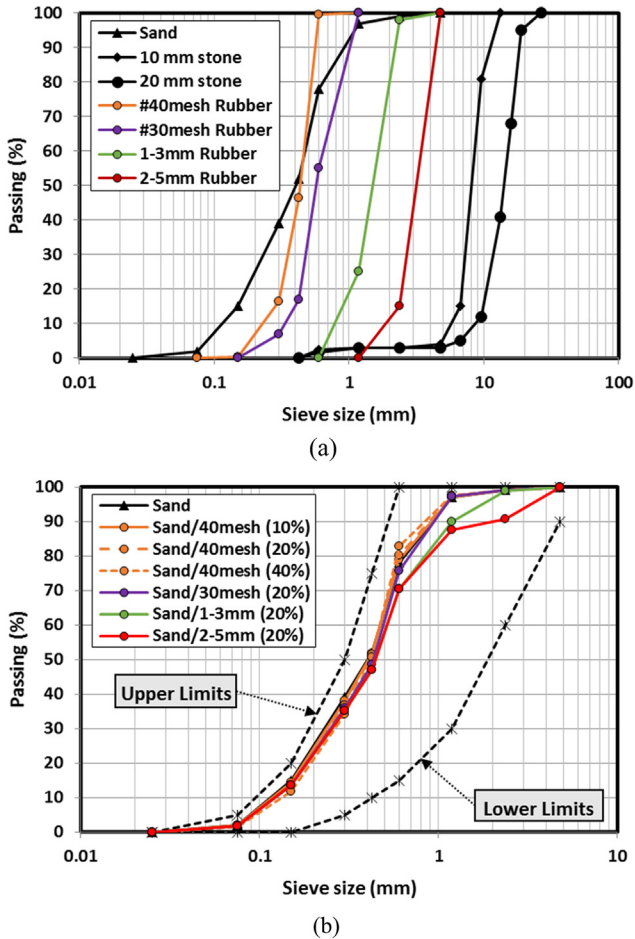 100
90
80
70
60
50
40
30
20
10
0
Passing (%)
Sand
10 mm stone
20 mm stone
#40mesh Rubber
#30mesh Rubber
1-3mm Rubber
2-5mm Rubber
0.01 0.1 1 10 100
Sieve size (mm)
(a)
100
90
80
70
60
50
40
30
20
10
0
Passing (%)
Sand
Sand/40mesh (10%)
Sand/40mesh (20%)
Sand/40mesh (40%)
Sand/30mesh (20%)
Sand/1-3mm (20%)
Sand/2-5mm (20%)
Upper Limits
Lower Limits
0.01 0.1 1 10
Sieve size (mm)
(b)